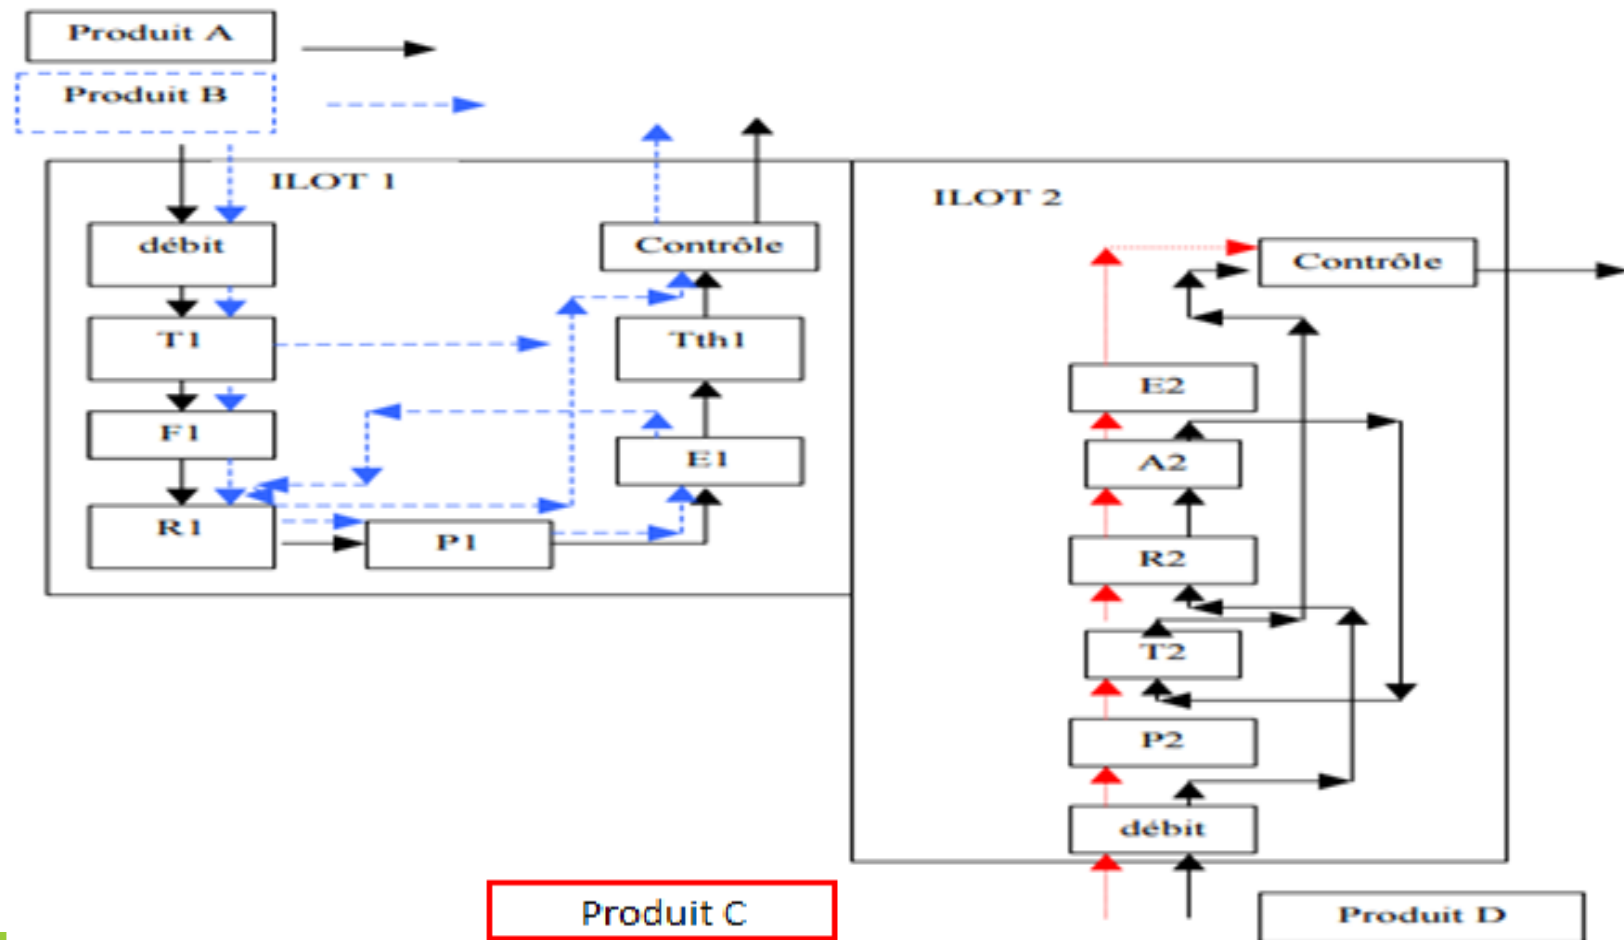 Produit A
Produit B
ILOT 1
débit
T1
F1
R1
P1
E1
Tth1
Contrôle
ILOT 2
Contrôle
E2
A2
R2
T2
P2
débit
Produit C
Produit D